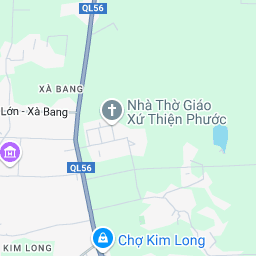 QL56
XÀ BANG
Lớn - Xà Bang
Nhà Thờ Giáo
Xứ Thiện Phước
QL56
Chợ Kim Long
KIM LONG